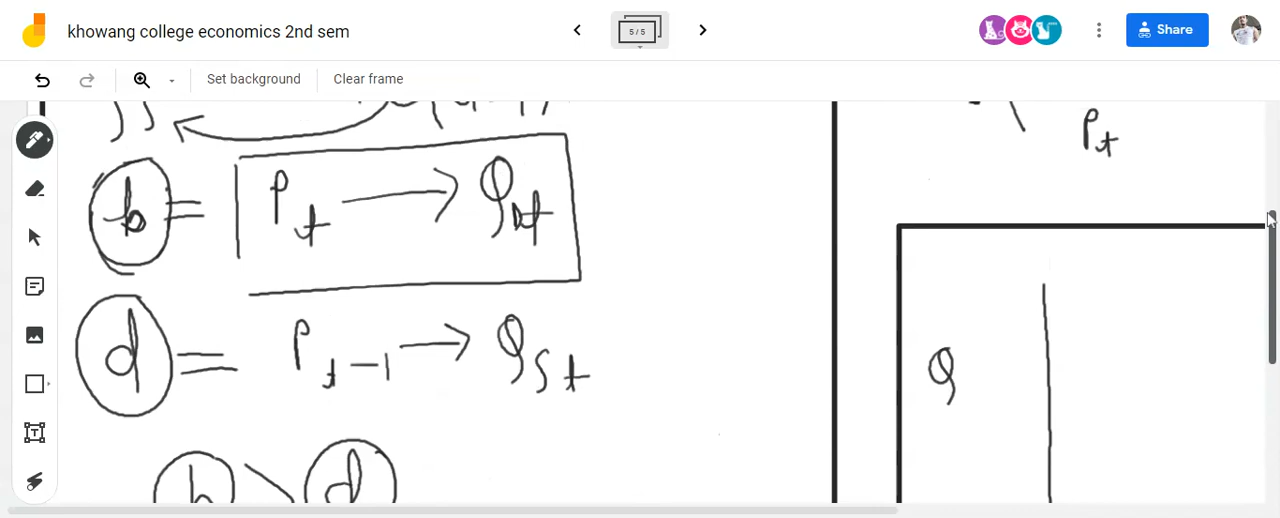 khowang college economics 2nd sem
5 / 5
Share
Set background
Clear frame
b = Pt → Qdt
d = Pt-1 → Qst
b > d
Pt
Q